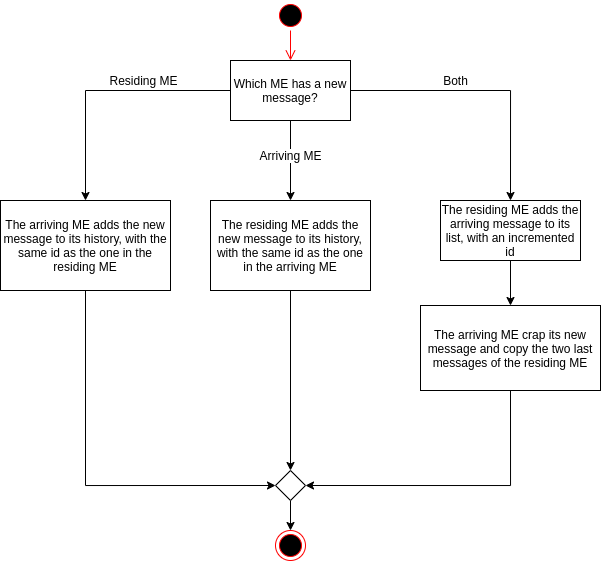 Which ME has a new
message?
Residing ME
Both
Arriving ME
The arriving ME adds the new
message to its history, with the
same id as the one in the
residing ME
The residing ME adds the
new message to its history,
with the same id as the one
in the arriving ME
The residing ME adds the
arriving message to its
list, with an incremented
id
The arriving ME crap its new
message and copy the two last
messages of the residing ME